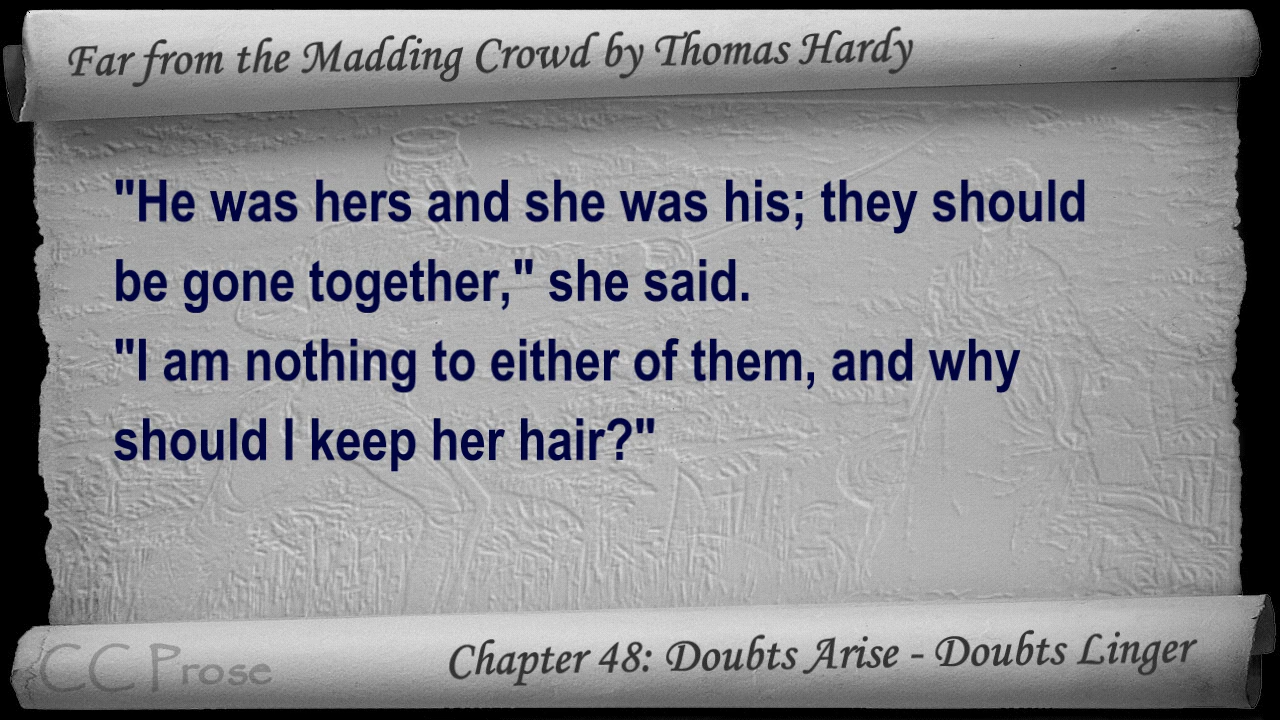 Far from the Madding Crowd by Thomas Hardy
"He was hers and she was his; they should
be gone together," she said.
"I am nothing to either of them, and why
should I keep her hair?"
CC Prose
Chapter 48: Doubts Arise - Doubts Linger